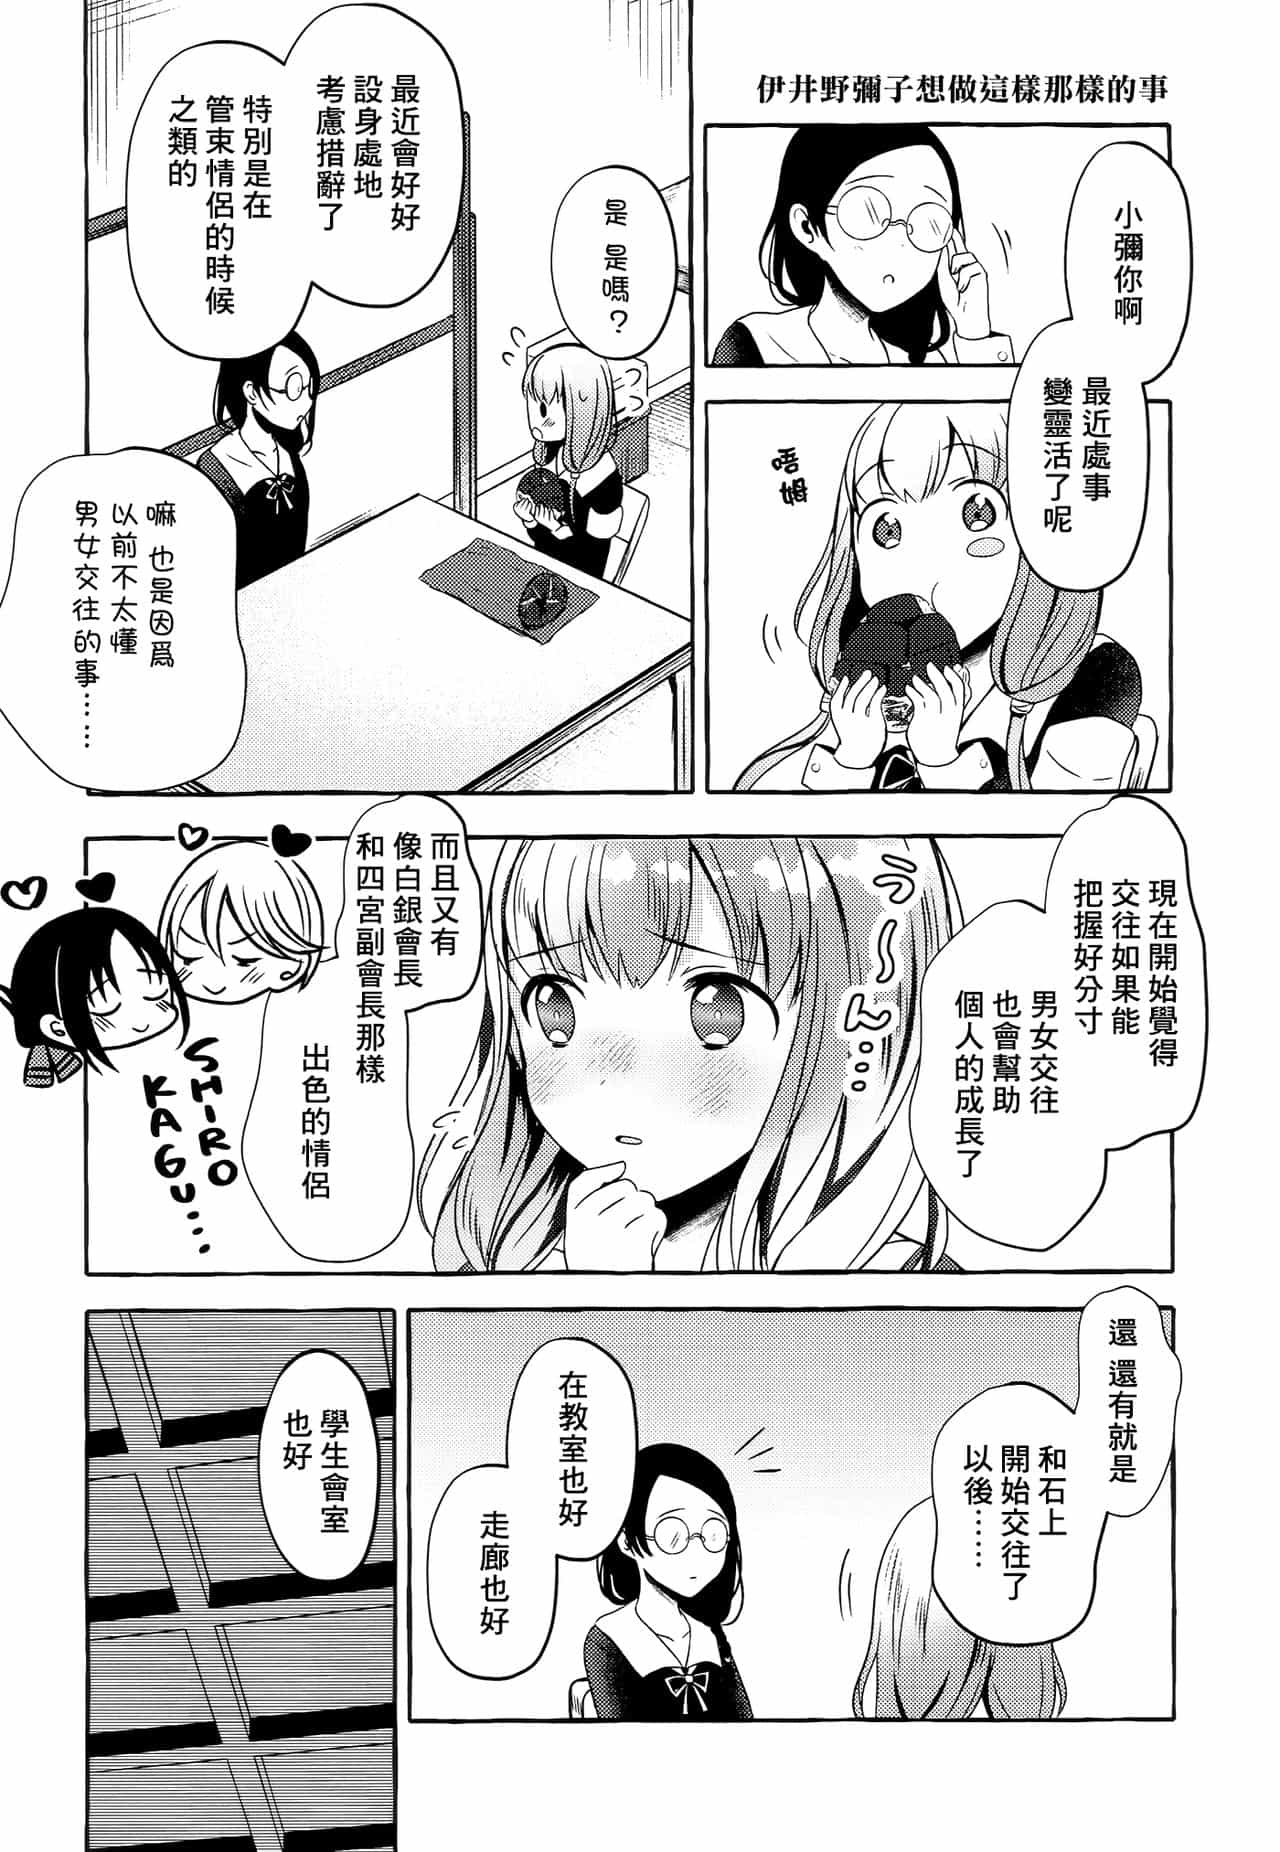 伊井野彌子想做這樣那樣的事
小彌你啊
最近處事
變靈活了呢
唔姆
是 是嗎？
最近會好好
設身處地
考慮措辭了
特別是在
管束情侶的時候
之類的
嘛 也是因爲
以前不太懂
男女交往的事……
現在開始覺得
交往如果能
把握好分寸
男女交往
也會幫助
個人的成長了
う～ん…
而且又有
像白銀會長
和四宮副會長那樣
出色的情侶
SHIRO
KAGU…
還 還有就是
和石上
開始交往了
以後……
在教室也好
走廊也好
學生會室
也好